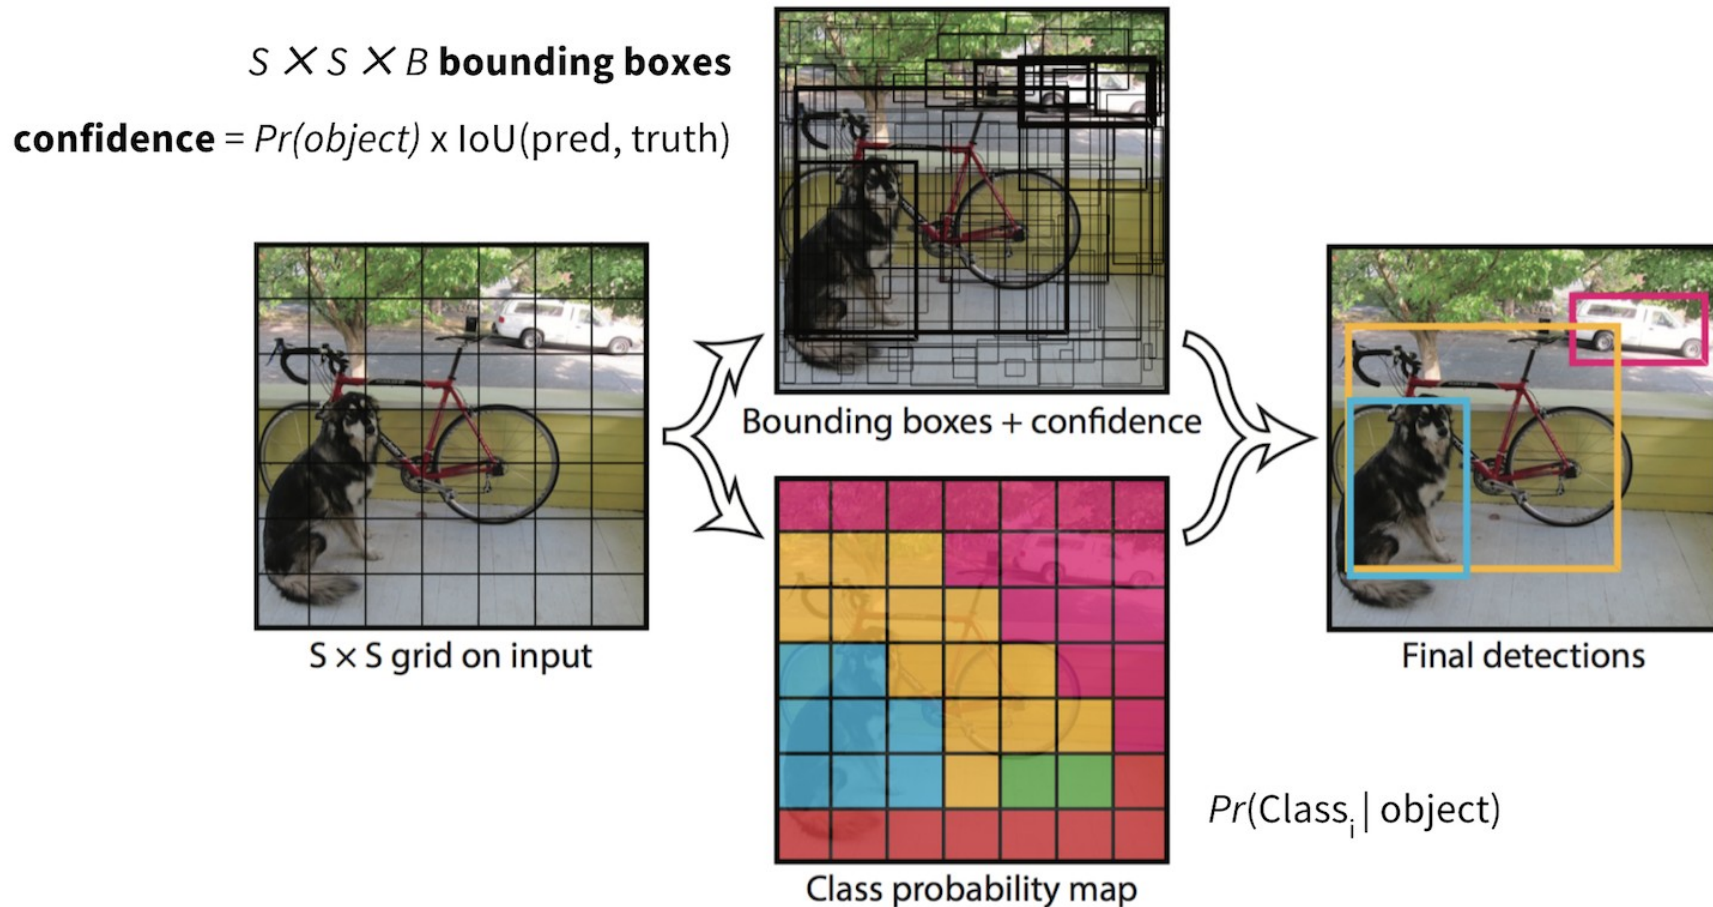 S × S × B bounding boxes
confidence = Pr(object) x IoU(pred, truth)
Bounding boxes + confidence
S × S grid on input
Final detections
Pr(Classᵢ | object)
Class probability map